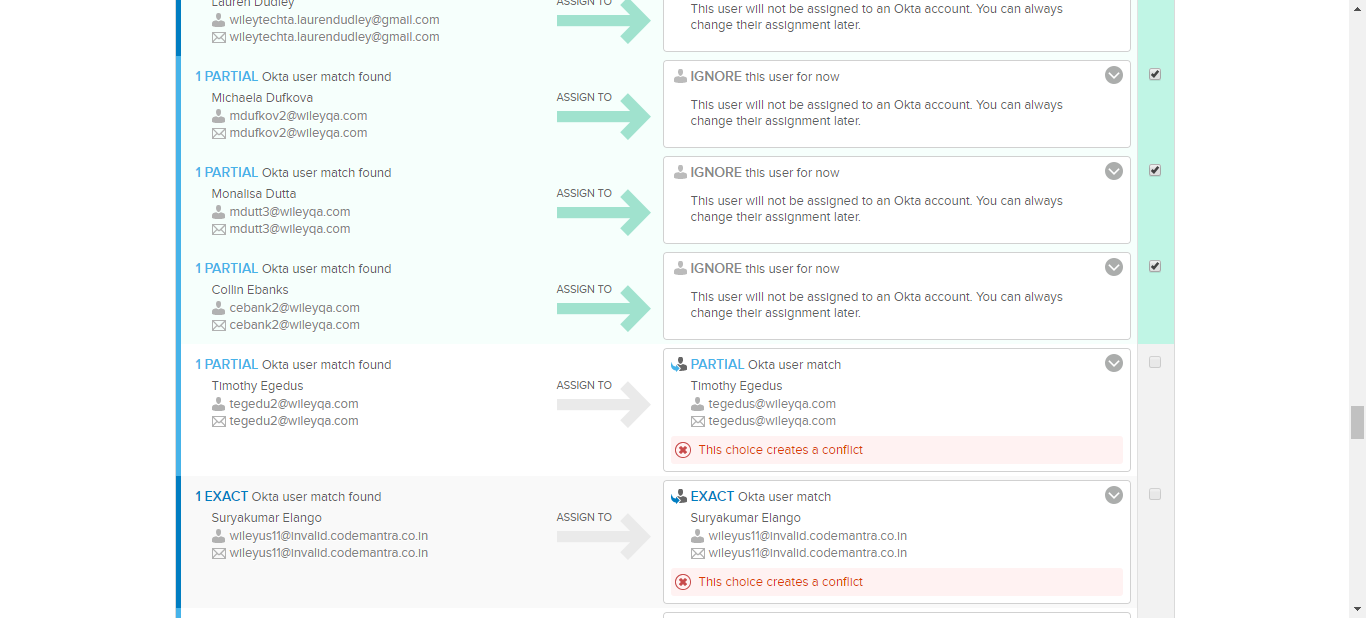 Lauren Dudley
wileytechta.laurendudley@gmail.com
wileytechta.laurendudley@gmail.com
ASSIGN TO
This user will not be assigned to an Okta account. You can always
change their assignment later.
1 PARTIAL Okta user match found
Michaela Dufkova
mdufkov2@wileyqa.com
mdufkov2@wileyqa.com
ASSIGN TO
IGNORE this user for now
This user will not be assigned to an Okta account. You can always
change their assignment later.
1 PARTIAL Okta user match found
Monalisa Dutta
mdutt3@wileyqa.com
mdutt3@wileyqa.com
ASSIGN TO
IGNORE this user for now
This user will not be assigned to an Okta account. You can always
change their assignment later.
1 PARTIAL Okta user match found
Collin Ebanks
cebank2@wileyqa.com
cebank2@wileyqa.com
ASSIGN TO
IGNORE this user for now
This user will not be assigned to an Okta account. You can always
change their assignment later.
1 PARTIAL Okta user match found
Timothy Egedus
tegedu2@wileyqa.com
tegedu2@wileyqa.com
ASSIGN TO
PARTIAL Okta user match
Timothy Egedus
tegedus@wileyqa.com
tegedus@wileyqa.com
This choice creates a conflict
1 EXACT Okta user match found
Suryakumar Elango
wileyus11@invalid.codemantra.co.in
wileyus11@invalid.codemantra.co.in
ASSIGN TO
EXACT Okta user match
Suryakumar Elango
wileyus11@invalid.codemantra.co.in
wileyus11@invalid.codemantra.co.in
This choice creates a conflict